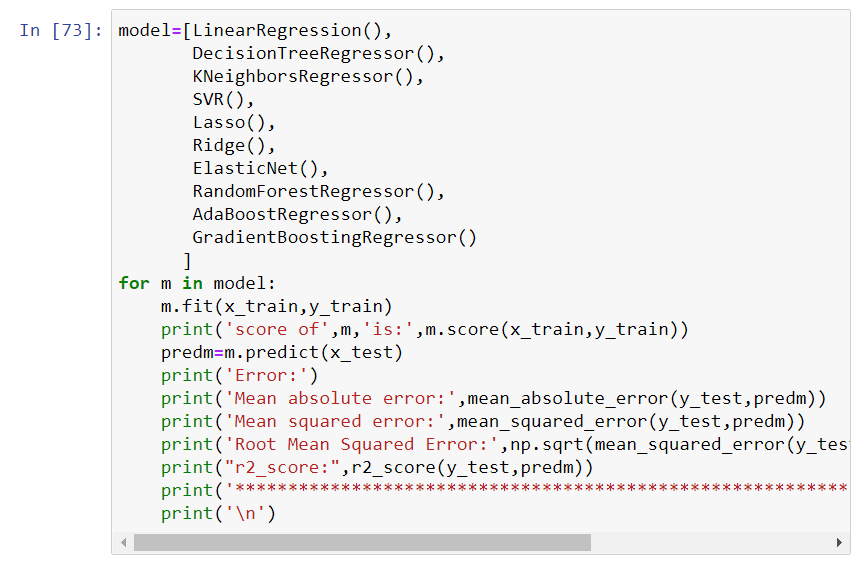 In [73]: model=[LinearRegression(),
DecisionTreeRegressor(),
KNeighborsRegressor(),
SVR(),
Lasso(),
Ridge(),
ElasticNet(),
RandomForestRegressor(),
AdaBoostRegressor(),
GradientBoostingRegressor()
]
for m in model:
m.fit(x_train,y_train)
print('score of',m,'is:',m.score(x_train,y_train))
predm=m.predict(x_test)
print('Error:')
print('Mean absolute error:',mean_absolute_error(y_test,predm))
print('Mean squared error:',mean_squared_error(y_test,predm))
print('Root Mean Squared Error:',np.sqrt(mean_squared_error(y_tes
print("r2_score:",r2_score(y_test,predm))
print('**********************************************************
print('\n')